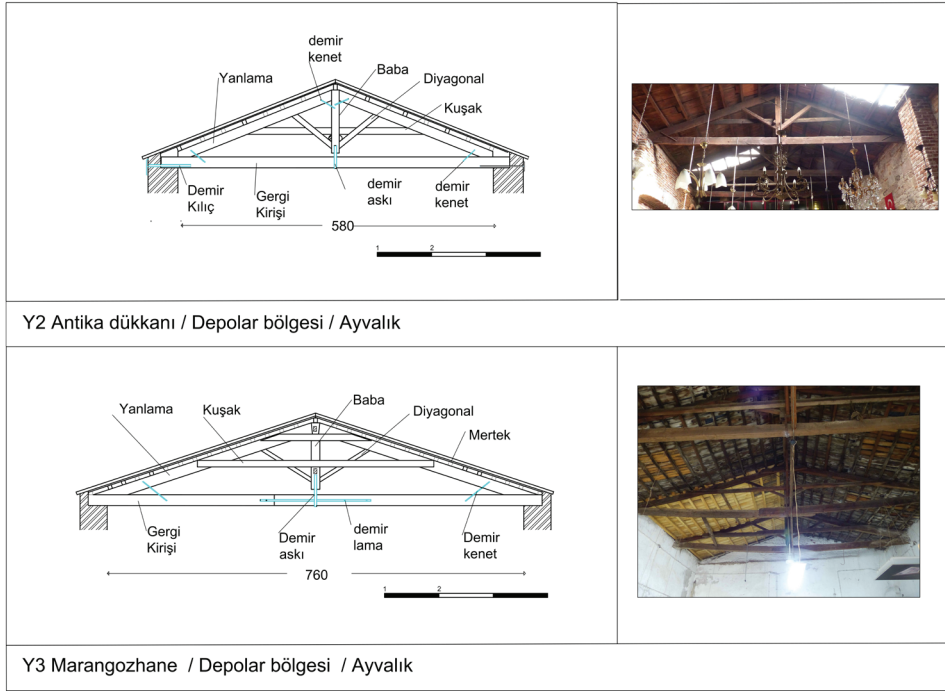 demir
kenet
Yanlama
Baba
Diyagonal
Kuşak
Demir
Kılıç
Gergi
Kirişi
demir
askı
demir
kenet
580
1
2
Y2 Antika dükkanı / Depolar bölgesi / Ayvalık
Yanlama
Kuşak
Baba
Diyagonal
Mertek
Gergi
Kirişi
Demir
askı
demir
lama
Demir
kenet
760
1
2
Y3 Marangozhane / Depolar bölgesi / Ayvalık